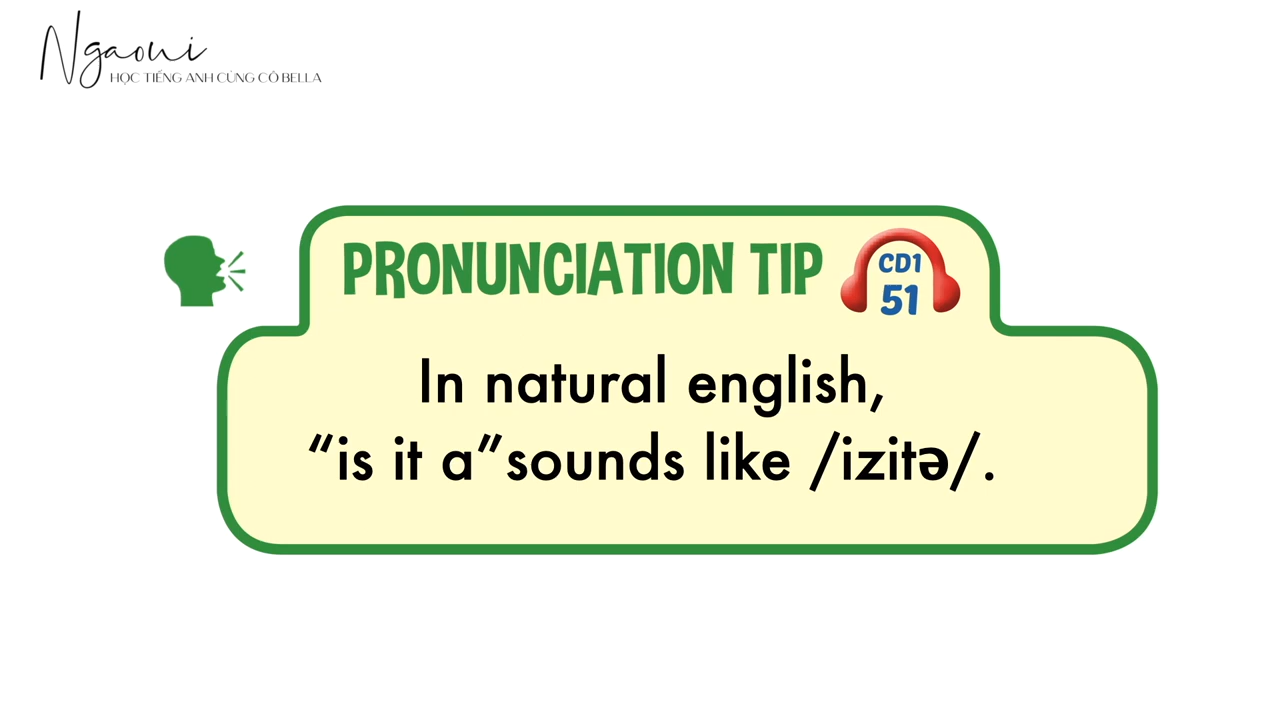 Ngaoni
HỌC TIẾNG ANH CÙNG CÔ BELLA
PRONUNCIATION TIP
CD1
51
In natural english,
“is it a”sounds like /izitə/.